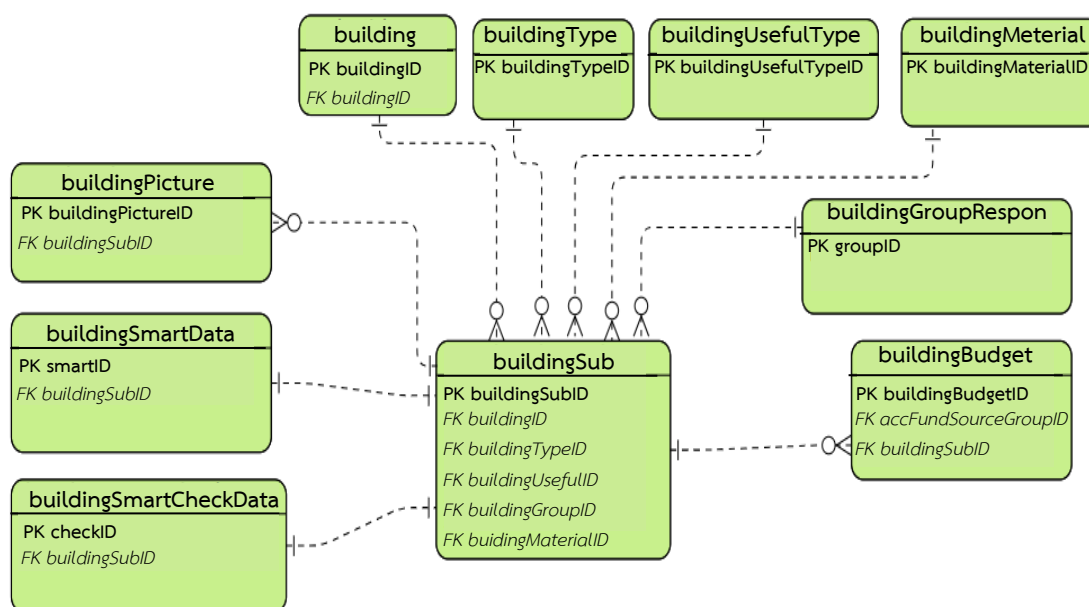 building
PK buildingID
FK buildingID
buildingType
PK buildingTypeID
buildingUsefulType
PK buildingUsefulTypeID
buildingMeterial
PK buildingMaterialID
buildingPicture
PK buildingPictureID
FK buildingSubID
buildingGroupRespon
PK groupID
buildingSmartData
PK smartID
FK buildingSubID
buildingSub
PK buildingSubID
FK buildingID
FK buildingTypeID
FK buildingUsefulID
FK buildingGroupID
FK buidingMaterialID
buildingBudget
PK buildingBudgetID
FK accFundSourceGroupID
FK buildingSubID
buildingSmartCheckData
PK checkID
FK buildingSubID